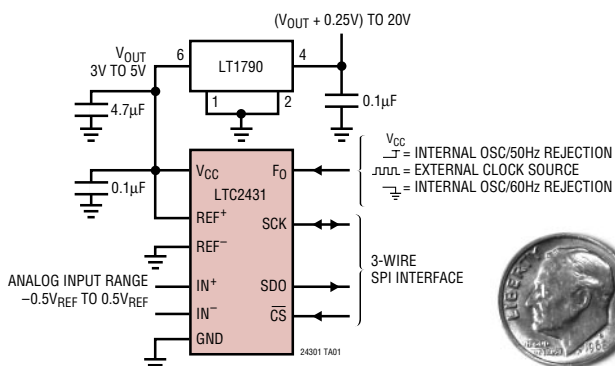 (VOUT + 0.25V) TO 20V
VOUT
3V TO 5V
6
LT1790
4
1
2
4.7µF
0.1µF
0.1µF
VCC
= INTERNAL OSC/50Hz REJECTION
= EXTERNAL CLOCK SOURCE
= INTERNAL OSC/60Hz REJECTION
VCC
FO
LTC2431
REF+
SCK
REF–
3-WIRE
SPI INTERFACE
ANALOG INPUT RANGE
–0.5VREF TO 0.5VREF
IN+
SDO
IN–
CS
GND
24301 TA01
LIBERTY